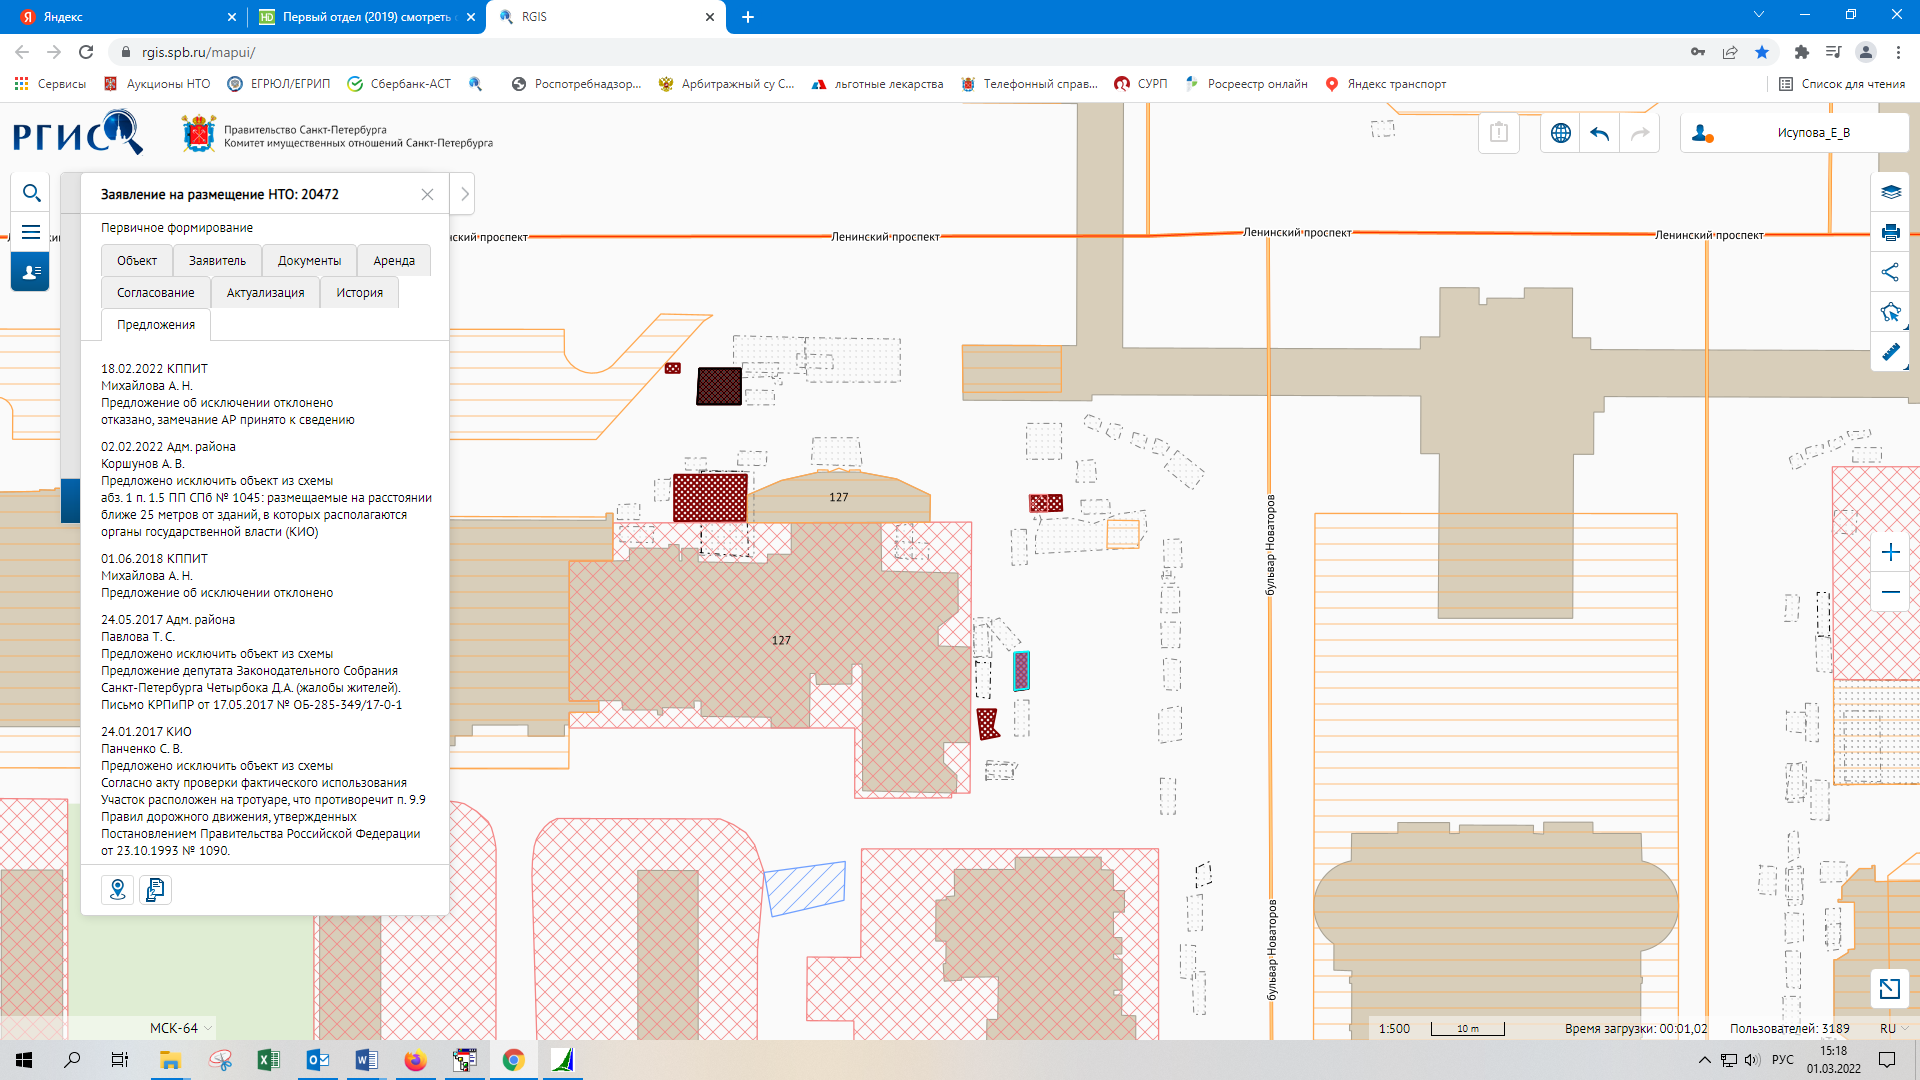 Яндекс
Первый отдел (2019) смотреть
RGIS
rgis.spb.ru/mapui/
Сервисы
Аукционы НТО
ЕГРЮЛ/ЕГРИП
Сбербанк-АСТ
Роспотребнадзор...
Арбитражный су С...
льготные лекарства
Телефонный справ...
СУРП
Росреестр онлайн
Яндекс транспорт
Список для чтения
РГИС
Правительство Санкт-Петербурга
Комитет имущественных отношений Санкт-Петербурга
Исупова_Е_В
Заявление на размещение НТО: 20472
Первичное формирование
Объект
Заявитель
Документы
Аренда
Согласование
Актуализация
История
Предложения
18.02.2022 КППИТ
Михайлова А. Н.
Предложение об исключении отклонено
отказано, замечание АР принято к сведению
02.02.2022 Адм. района
Коршунов А. В.
Предложено исключить объект из схемы
абз. 1 п. 1.5 ПП СПб № 1045: размещаемые на расстоянии
ближе 25 метров от зданий, в которых располагаются
органы государственной власти (КИО)
01.06.2018 КППИТ
Михайлова А. Н.
Предложение об исключении отклонено
24.05.2017 Адм. района
Павлова Т. С.
Предложено исключить объект из схемы
Предложение депутата Законодательного Собрания
Санкт-Петербурга Четырбока Д.А. (жалобы жителей).
Письмо КРПиПР от 17.05.2017 № ОБ-285-349/17-0-1
24.01.2017 КИО
Панченко С. В.
Предложено исключить объект из схемы
Согласно акту проверки фактического использования
Участок расположен на тротуаре, что противоречит п. 9.9
Правил дорожного движения, утвержденных
Постановлением Правительства Российской Федерации
от 23.10.1993 № 1090.
нский проспект
Ленинский проспект
Ленинский проспект
Ленинский проспект
127
127
бульвар Новаторов
бульвар Новаторов
МСК-64
1:500
10 m
Время загрузки: 00:01,02
Пользователей: 3189
RU
РУС
15:18
01.03.2022